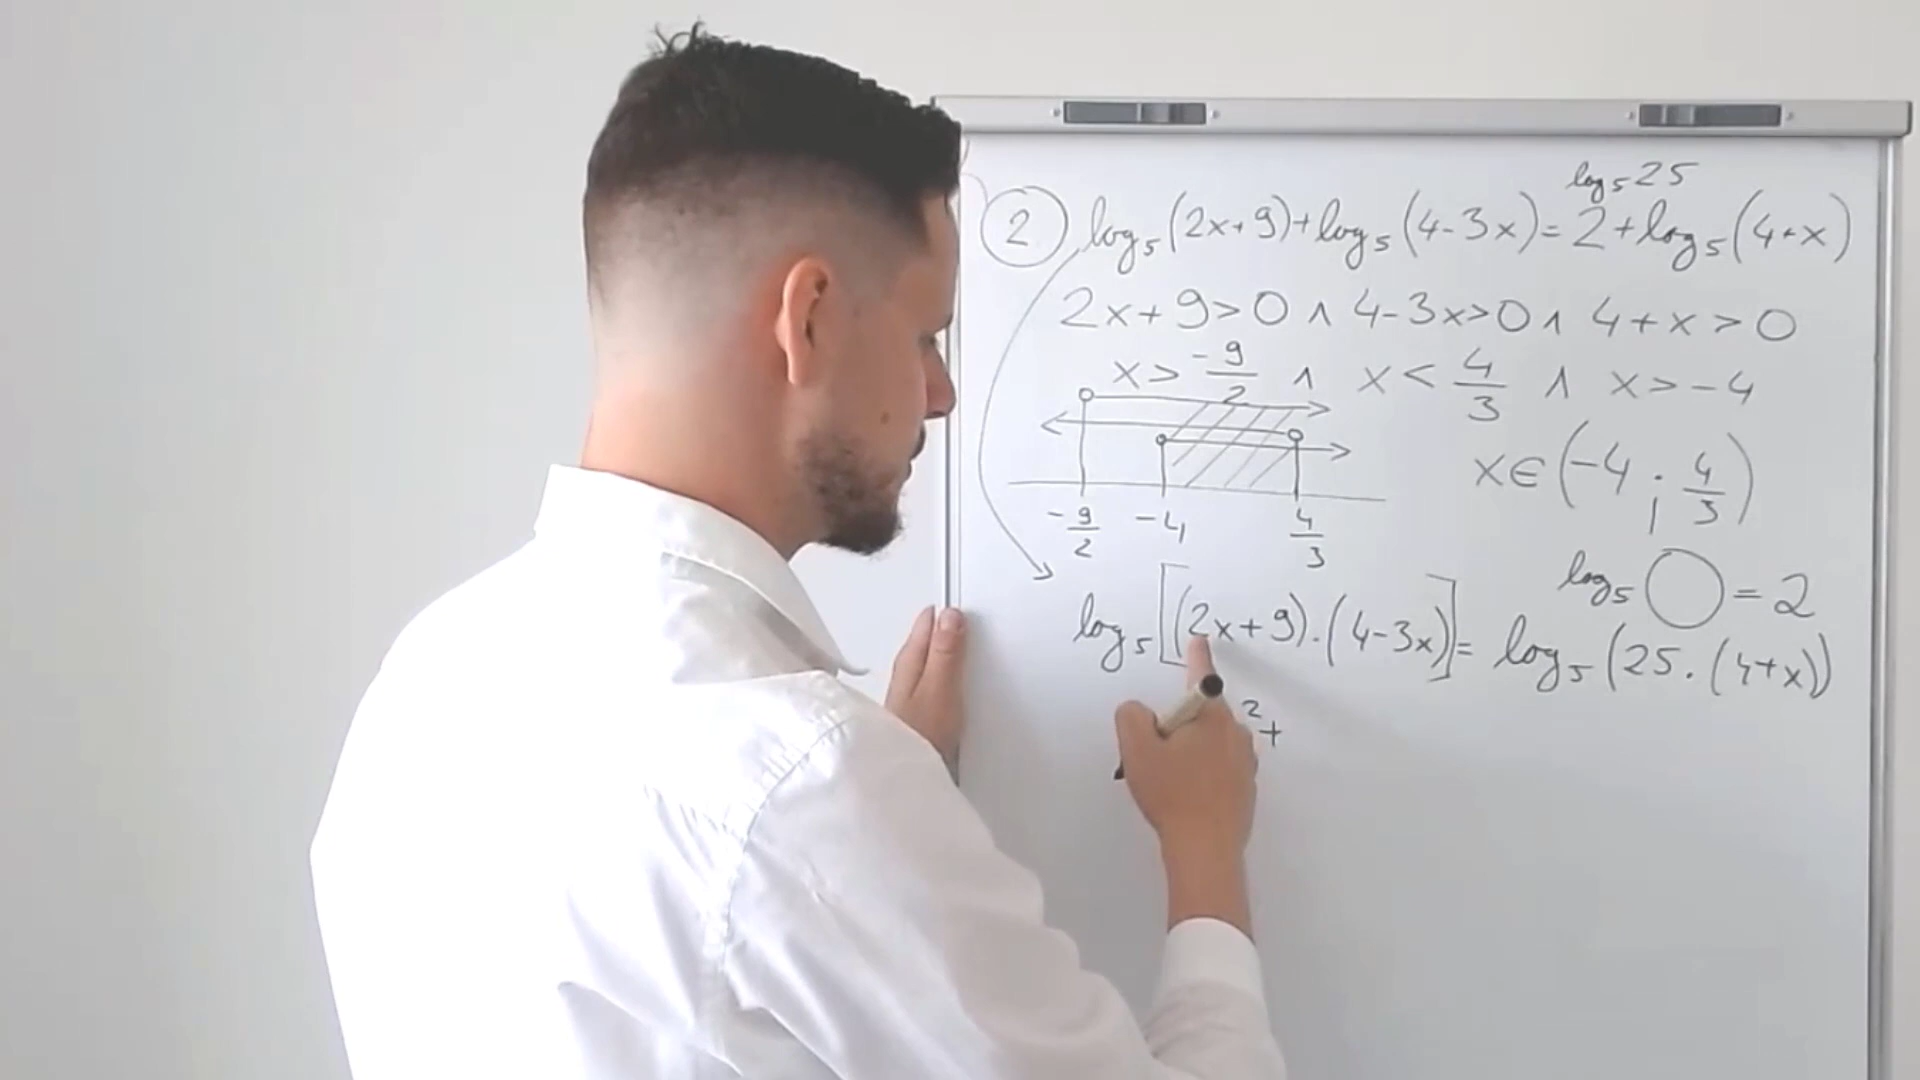 log₅25
② log₅(2x+9)+log₅(4-3x)=2+log₅(4+x)
2x+9>0 ∧ 4-3x>0 ∧ 4+x>0
x> -9/2 ∧ x< 4/3 ∧ x>-4
x∈(-4; 4/3)
-9/2 -4 4/3
log₅◯=2
log₅[(2x+9)·(4-3x)]= log₅(25·(4+x))
²+